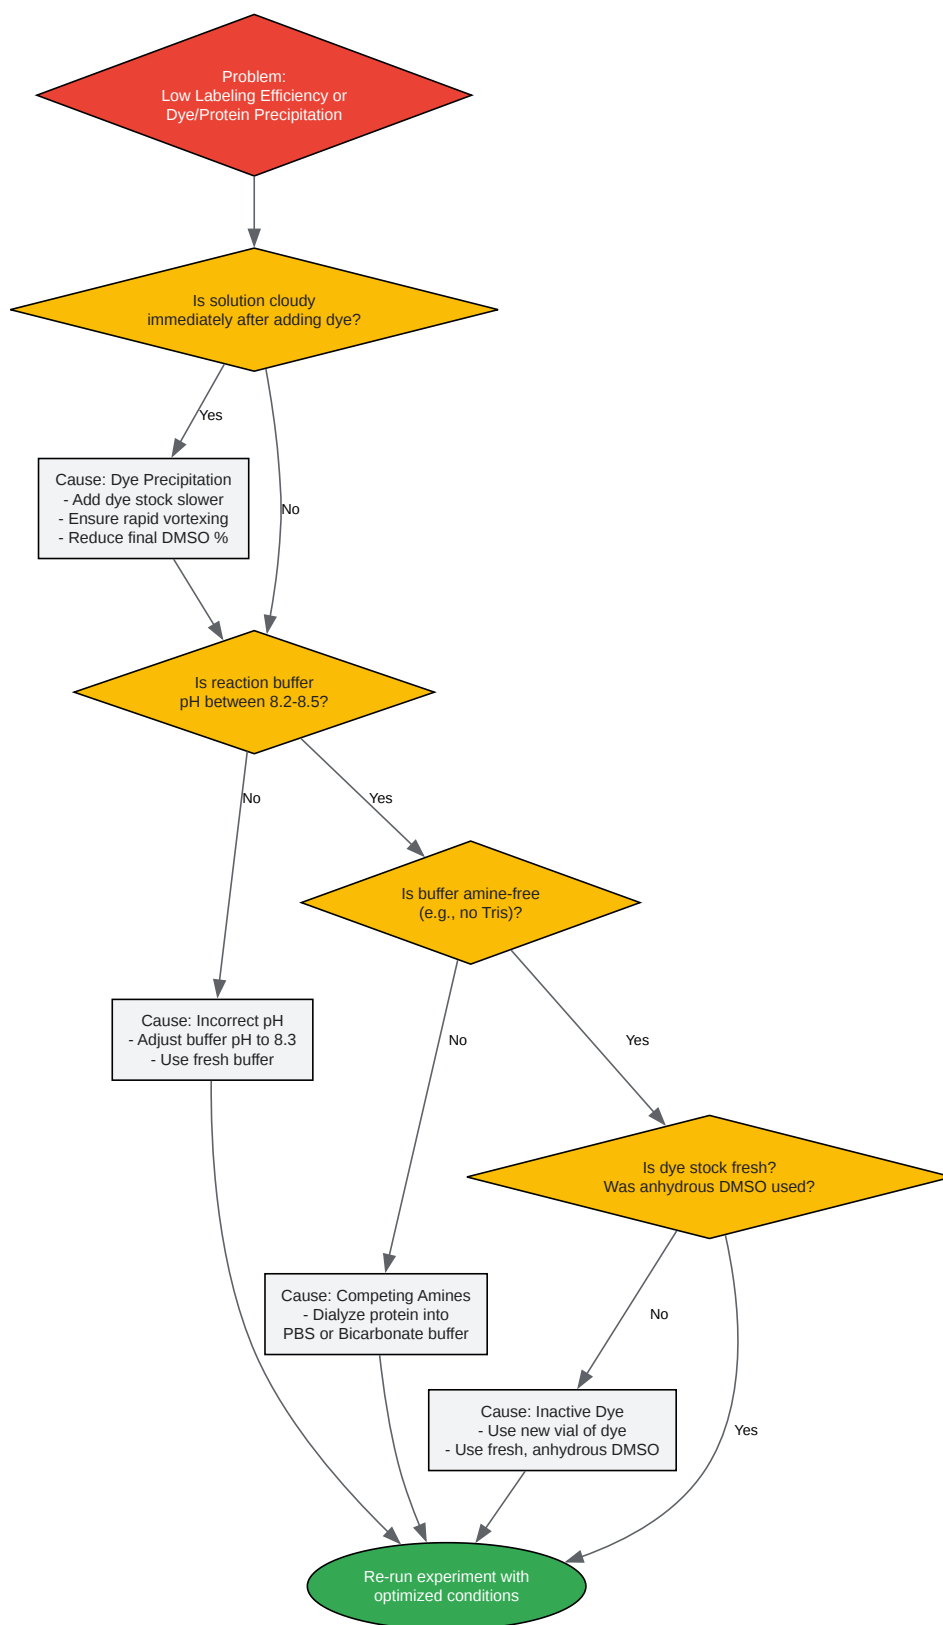 Problem:
Low Labeling Efficiency or
Dye/Protein Precipitation
Is solution cloudy
immediately after adding dye?
Yes
Cause: Dye Precipitation
- Add dye stock slower
- Ensure rapid vortexing
- Reduce final DMSO %
No
Is reaction buffer
pH between 8.2-8.5?
No
Yes
Is buffer amine-free
(e.g., no Tris)?
Cause: Incorrect pH
- Adjust buffer pH to 8.3
- Use fresh buffer
No
Yes
Is dye stock fresh?
Was anhydrous DMSO used?
Cause: Competing Amines
- Dialyze protein into
PBS or Bicarbonate buffer
No
Cause: Inactive Dye
- Use new vial of dye
- Use fresh, anhydrous DMSO
Yes
Re-run experiment with
optimized conditions